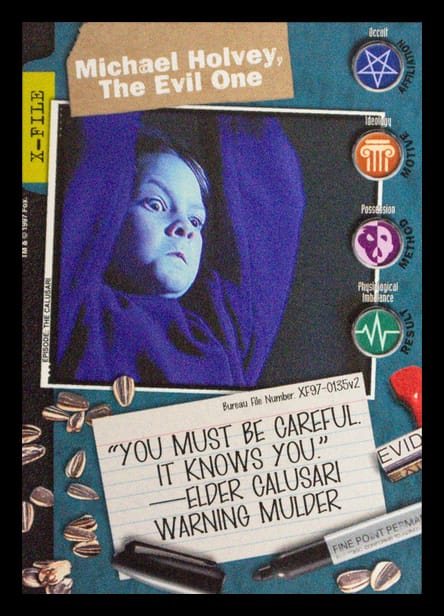 Michael Holvey,
The Evil One
Occult
AFFILIATION
X-FILE
Ideology
MOTIVE
Possession
METHOD
TM & © 1997 Fox.
Physiological
Imbalance
RESULT
EPISODE: THE CALUSARI
Bureau File Number: XF97-0135v2
"YOU MUST BE CAREFUL.
IT KNOWS YOU."
—ELDER CALUSARI
WARNING MULDER
EVID
FINE POINT PERMA